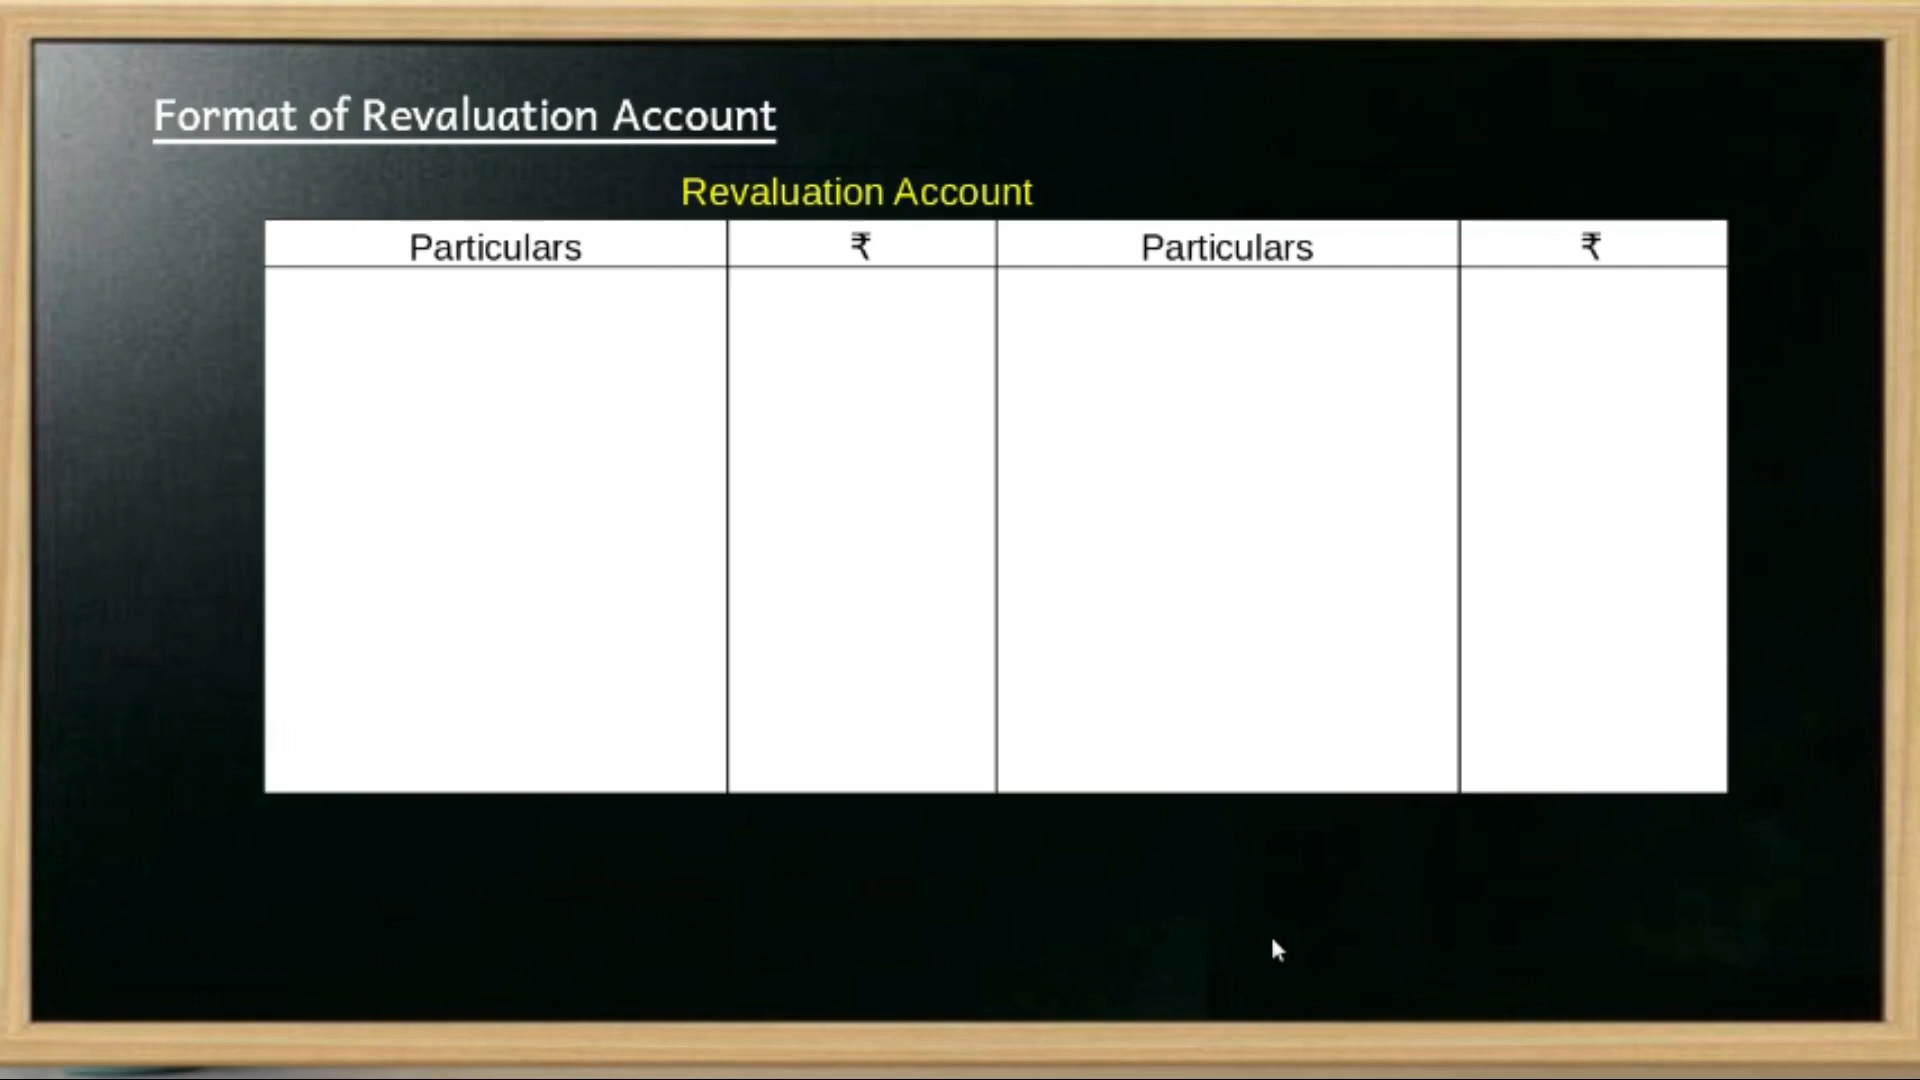 Format of Revaluation Account
Revaluation Account
Particulars ₹ Particulars ₹